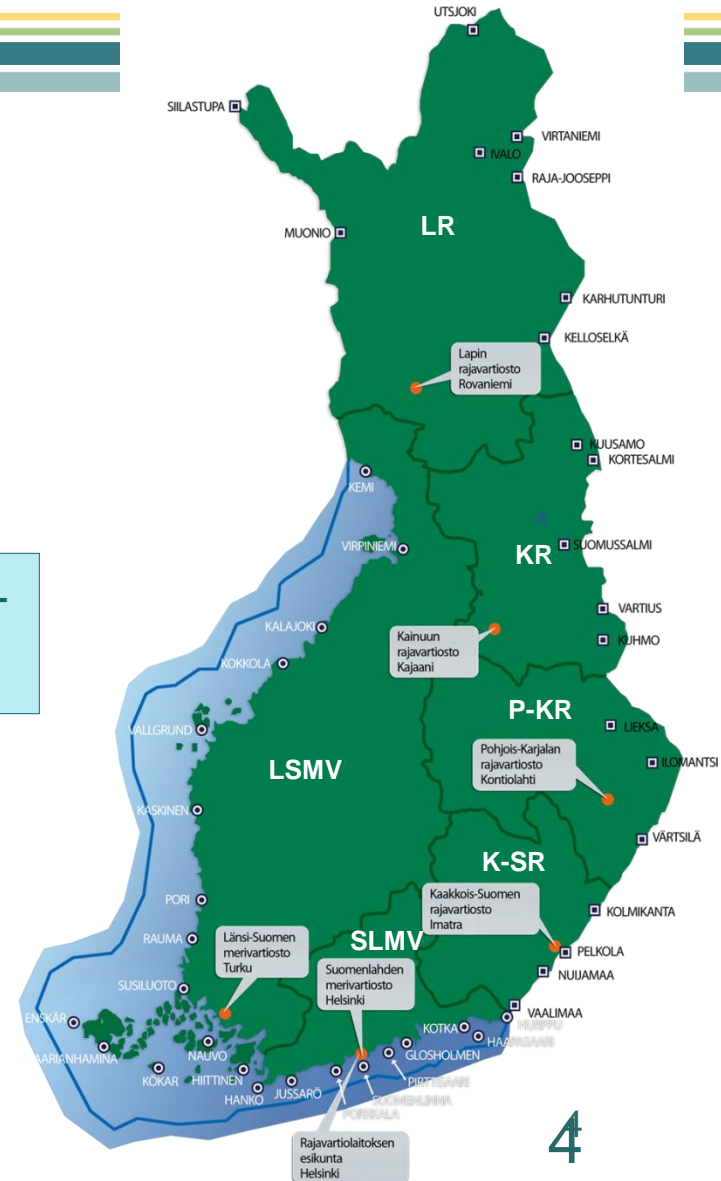 UTSJOKI
SIILASTUPA
VIRTANIEMI
IVALO
RAJA-JOOSEPPI
LR
MUONIO
KARHUTUNTURI
KELLOSELKÄ
Lapin
rajavartiosto
Rovaniemi
KUUSAMO
KORTESALMI
KEMI
VIRPINIEMI
KR
SUOMUSSALMI
VARTIUS
KALAJOKI
Kainuun
rajavartiosto
Kajaani
KUHMO
KOKKOLA
P-KR
LIEKSA
VALLGRUND
ILOMANTSI
LSMV
Pohjois-Karjalan
rajavartiosto
Kontiolahti
KASKINEN
VÄRTSILÄ
K-SR
PORI
Kaakkois-Suomen
rajavartiosto
Imatra
KOLMIKANTA
RAUMA
Länsi-Suomen
merivartiosto
Turku
SLMV
PELKOLA
Suomenlahden
merivartiosto
Helsinki
NUIJAMAA
SUSILUOTO
VAALIMAA
HURPPU
ENSKÄR
KOTKA
HAAPASAARI
MAARIANHAMINA
NAUVO
GLOSHOLMEN
KÖKAR
HIITTINEN
PIRTTISAARI
HANKO
JUSSARÖ
SUOMENLINNA
PORKKALA
Rajavartiolaitoksen
esikunta
Helsinki
4